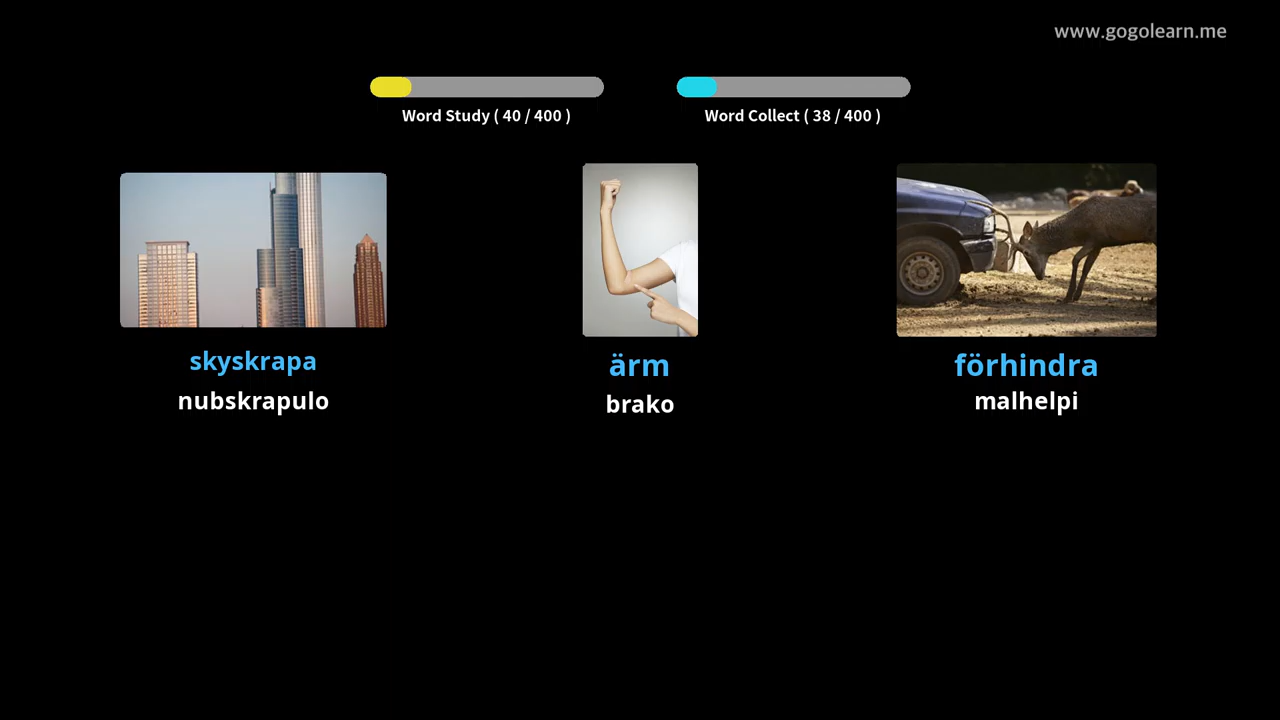 www.gogolearn.me
Word Study ( 40 / 400 )
Word Collect ( 38 / 400 )
skyskrapa
nubskrapulo
ärm
brako
förhindra
malhelpi